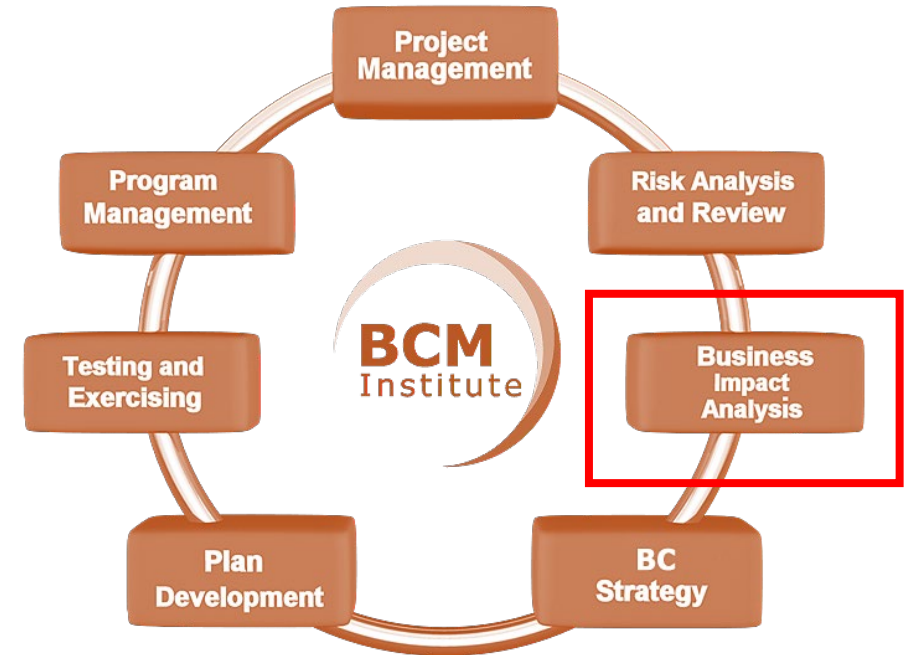 Project
Management
Risk Analysis
and Review
Business
Impact
Analysis
BC
Strategy
Plan
Development
Testing and
Exercising
Program
Management
BCM
Institute